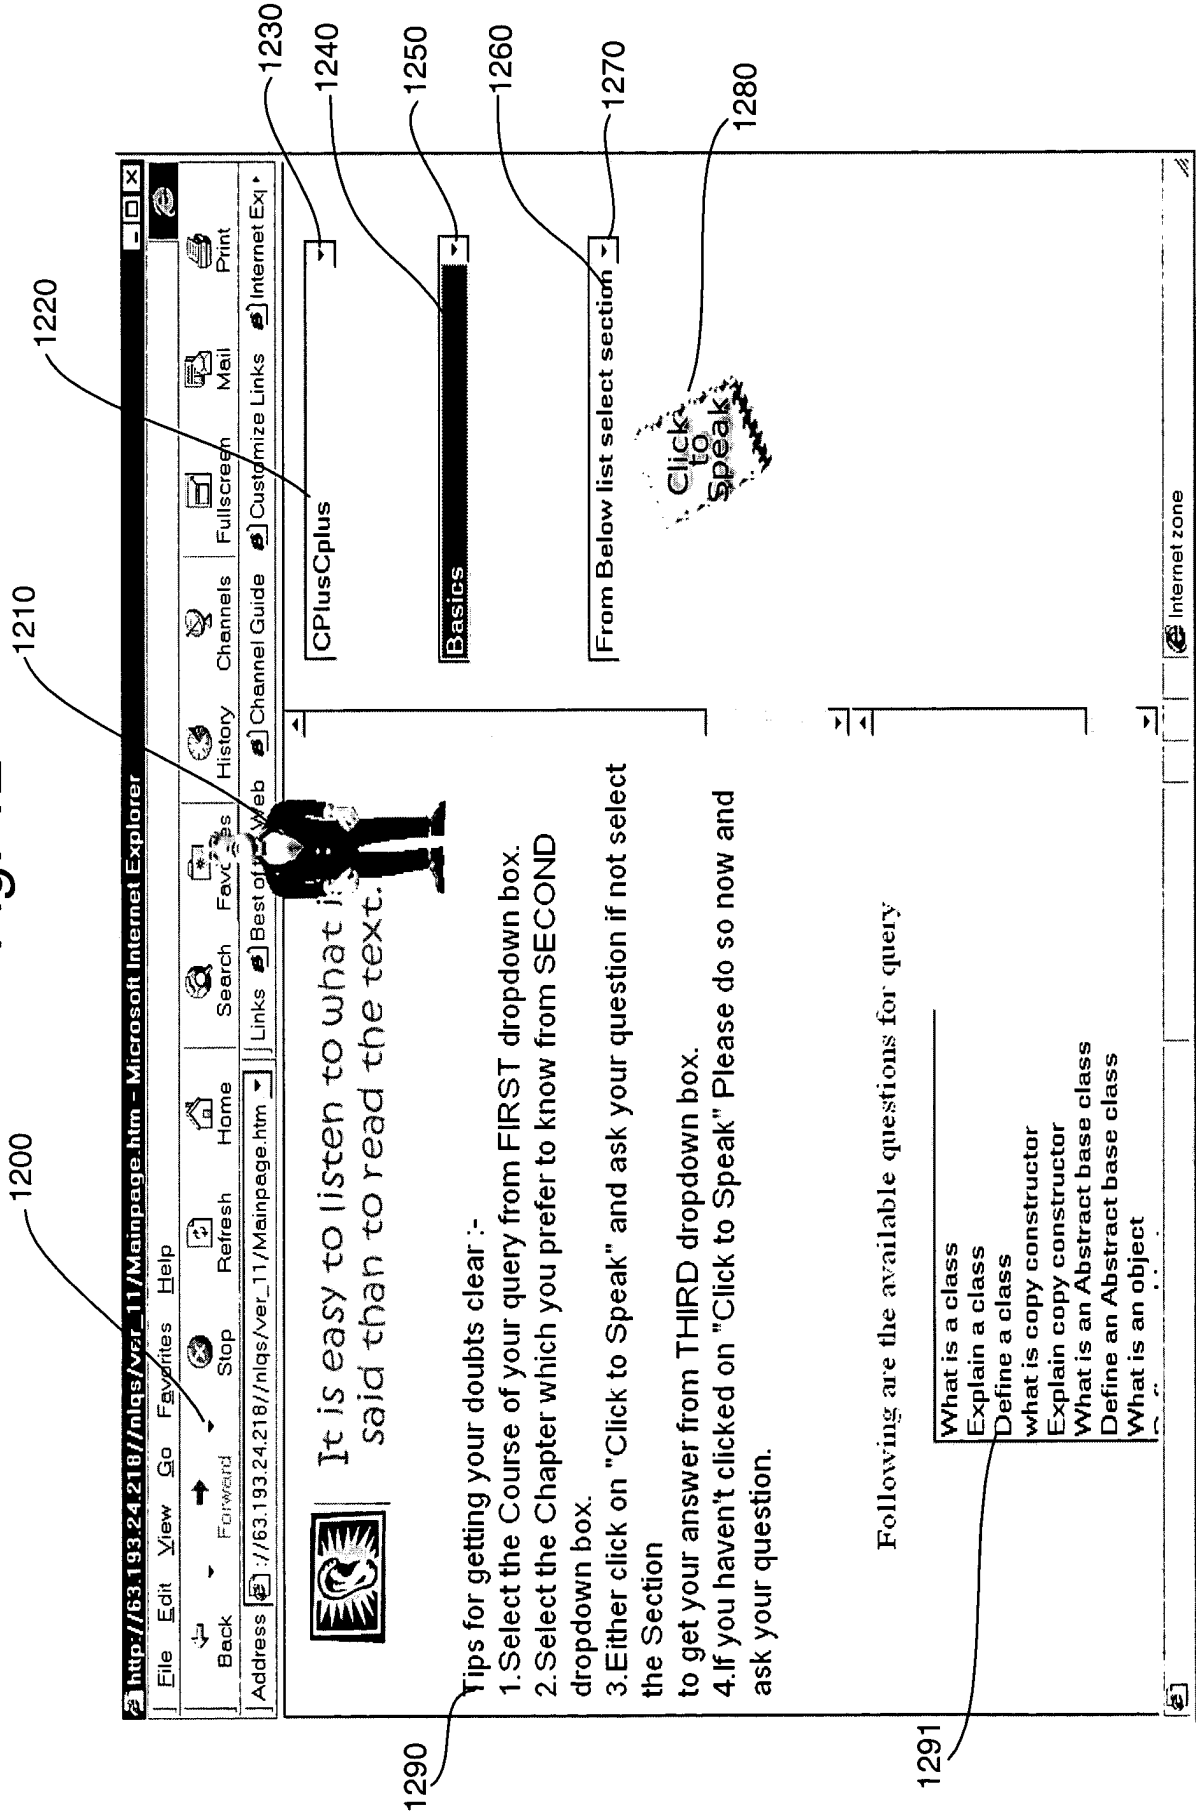 1200
1210
1220
1230
1240
1250
1260
1270
1280
1290
1291
http://63.193.24.218//nlqs/ver_11/Mainpage.htm - Microsoft Internet Explorer
File Edit View Go Favorites Help
Back Forward Stop Refresh Home Search History Channels Fullscreen Mail Print
Address ://63.193.24.218//nlqs/ver_11/Mainpage.htm Links Best of Web Channel Guide Customize Links Internet Exp
It is easy to listen to what
said than to read the text.
Tips for getting your doubts clear :-
1.Select the Course of your query from FIRST dropdown box.
2.Select the Chapter which you prefer to know from SECOND
dropdown box.
3.Either click on "Click to Speak" and ask your question if not select
the Section
to get your answer from THIRD dropdown box.
4.If you haven't clicked on "Click to Speak" Please do so now and
ask your question.
CPlusCplus
Basics
From Below list select section
Click
to
Speak
Following are the available questions for query
What is a class
Explain a class
Define a class
what is copy constructor
Explain copy constructor
What is an Abstract base class
Define an Abstract base class
What is an object
Internet zone